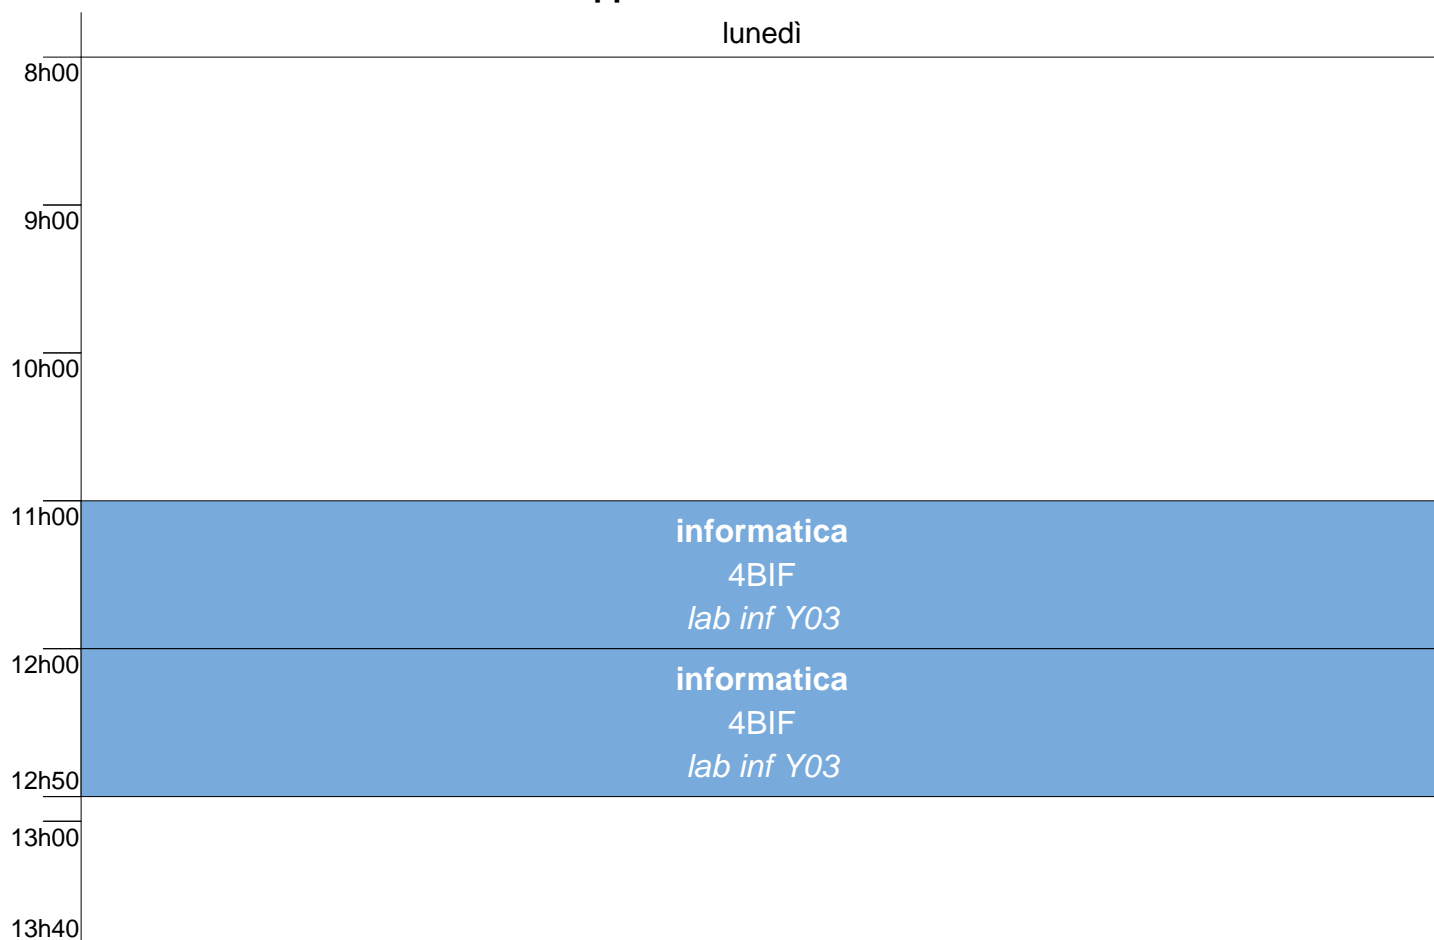 lunedì
8h00
9h00
10h00
11h00
informatica
4BIF
lab inf Y03
12h00
informatica
4BIF
lab inf Y03
12h50
13h00
13h40